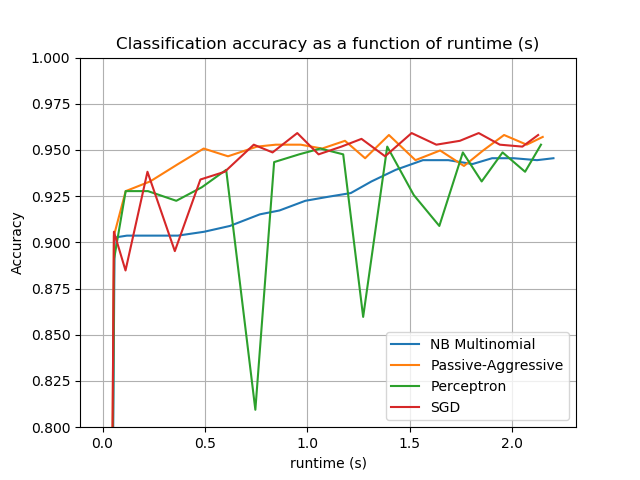 Classification accuracy as a function of runtime (s)
1.000
0.975
0.950
0.925
0.900
0.875
0.850
0.825
0.800
Accuracy
NB Multinomial
Passive-Aggressive
Perceptron
SGD
0.0 0.5 1.0 1.5 2.0
runtime (s)